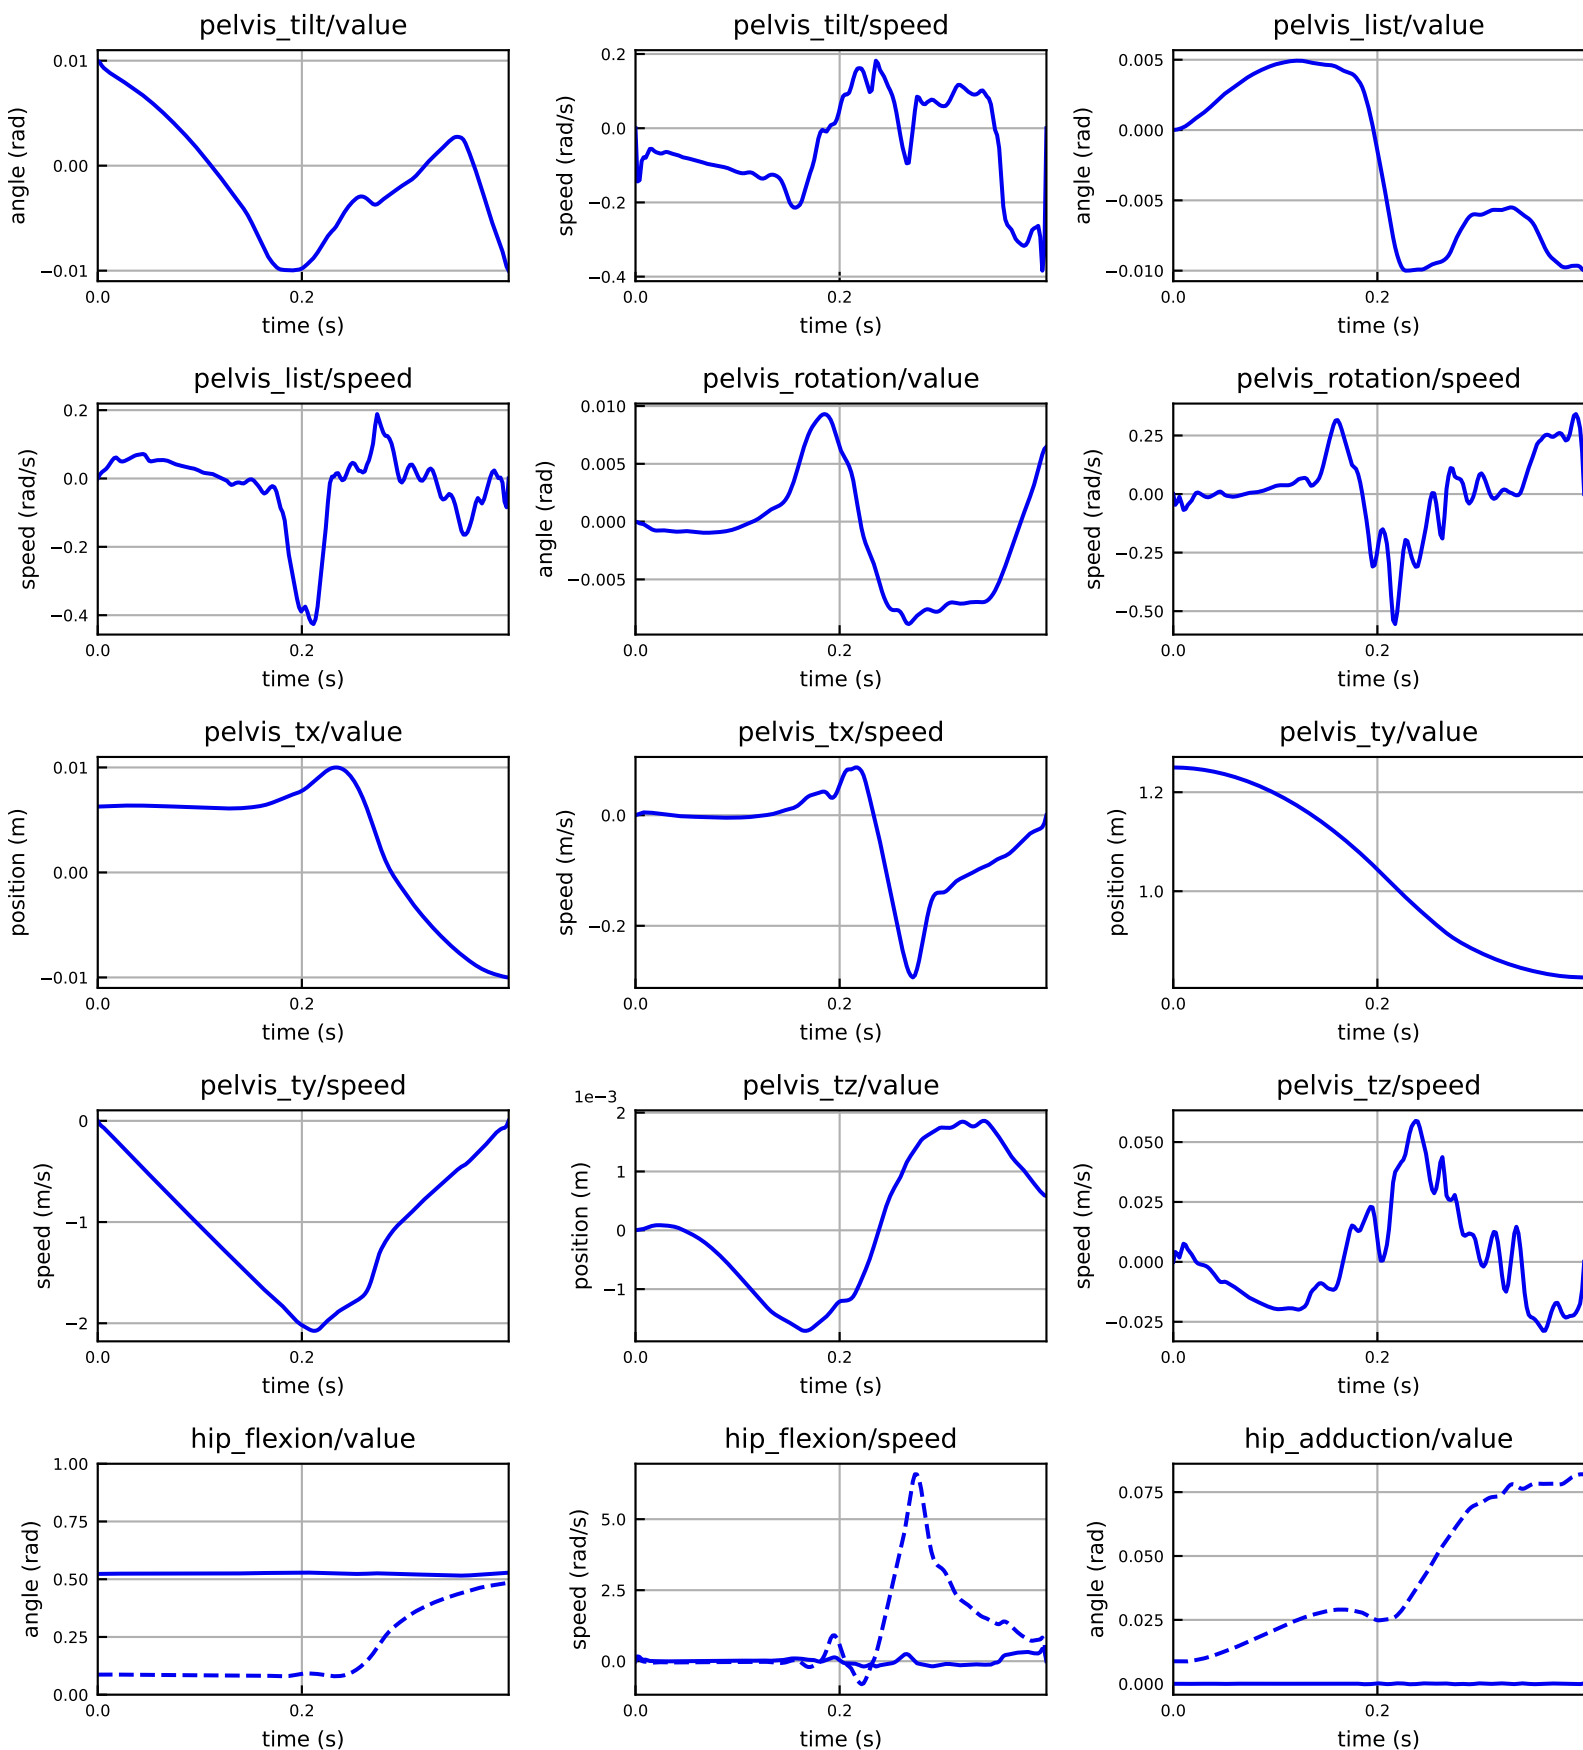 pelvis_tilt/value
pelvis_tilt/speed
pelvis_list/value
angle (rad)
0.01
0.00
−0.01
0.0
0.2
time (s)
speed (rad/s)
0.2
0.0
−0.2
−0.4
0.0
0.2
time (s)
angle (rad)
0.005
0.000
−0.005
−0.010
0.0
0.2
time (s)
pelvis_list/speed
pelvis_rotation/value
pelvis_rotation/speed
speed (rad/s)
0.2
0.0
−0.2
−0.4
0.0
0.2
time (s)
angle (rad)
0.010
0.005
0.000
−0.005
0.0
0.2
time (s)
speed (rad/s)
0.25
0.00
−0.25
−0.50
0.0
0.2
time (s)
pelvis_tx/value
pelvis_tx/speed
pelvis_ty/value
position (m)
0.01
0.00
−0.01
0.0
0.2
time (s)
speed (m/s)
0.0
−0.2
0.0
0.2
time (s)
position (m)
1.2
1.0
0.0
0.2
time (s)
pelvis_ty/speed
pelvis_tz/value
pelvis_tz/speed
speed (m/s)
0
−1
−2
0.0
0.2
time (s)
1e−3
position (m)
2
1
0
−1
0.0
0.2
time (s)
speed (m/s)
0.050
0.025
0.000
−0.025
0.0
0.2
time (s)
hip_flexion/value
hip_flexion/speed
hip_adduction/value
angle (rad)
1.00
0.75
0.50
0.25
0.00
0.0
0.2
time (s)
speed (rad/s)
5.0
2.5
0.0
0.0
0.2
time (s)
angle (rad)
0.075
0.050
0.025
0.000
0.0
0.2
time (s)